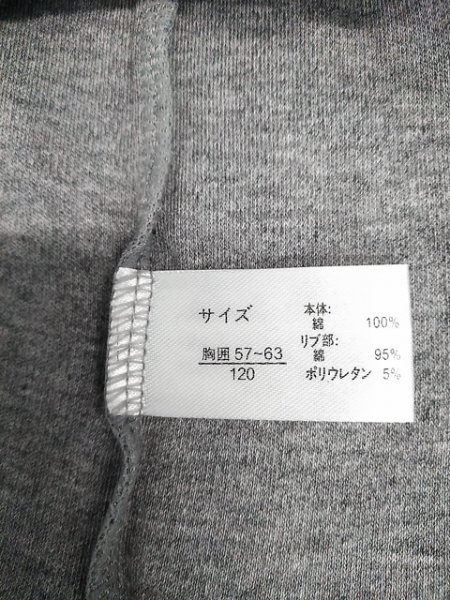 サイズ
胸囲 57~63
120
本体:
綿 100%
リブ部:
綿 95%
ポリウレタン 5%